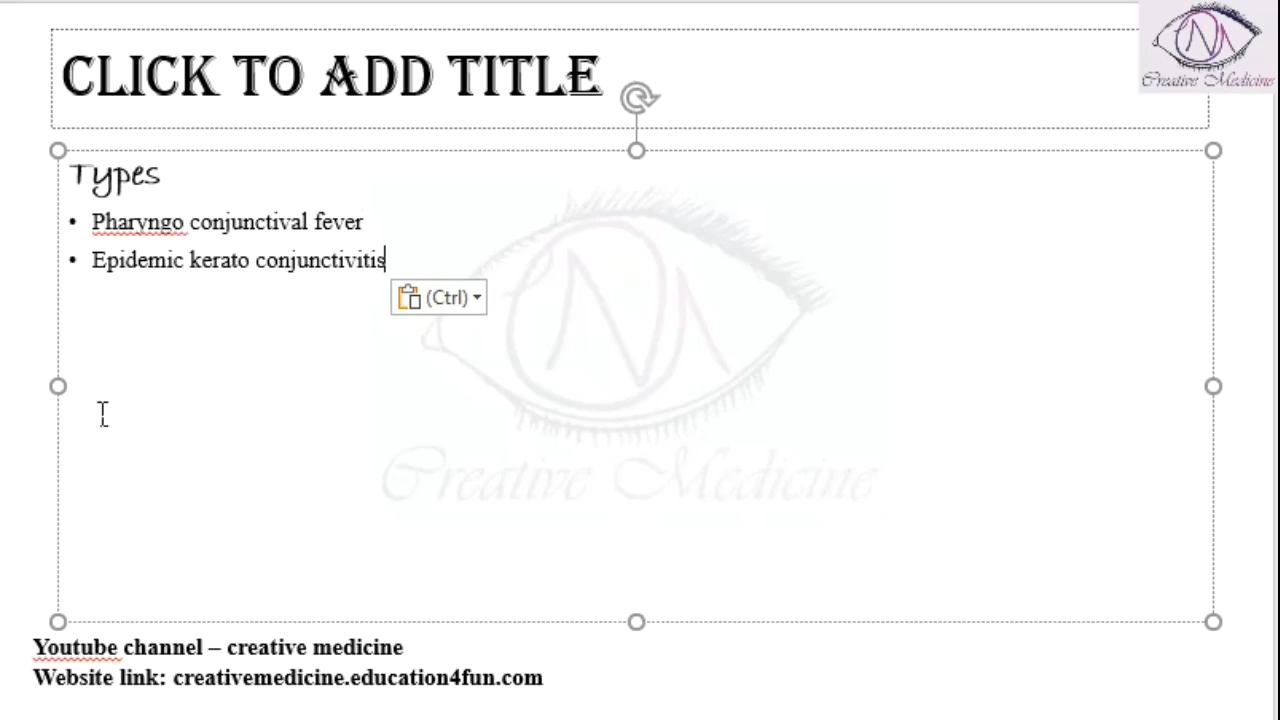 CLICK TO ADD TITLE
Creative Medicine
Types
• Pharyngo conjunctival fever
• Epidemic kerato conjunctivitis
(Ctrl)
Creative Medicine
Youtube channel – creative medicine
Website link: creativemedicine.education4fun.com